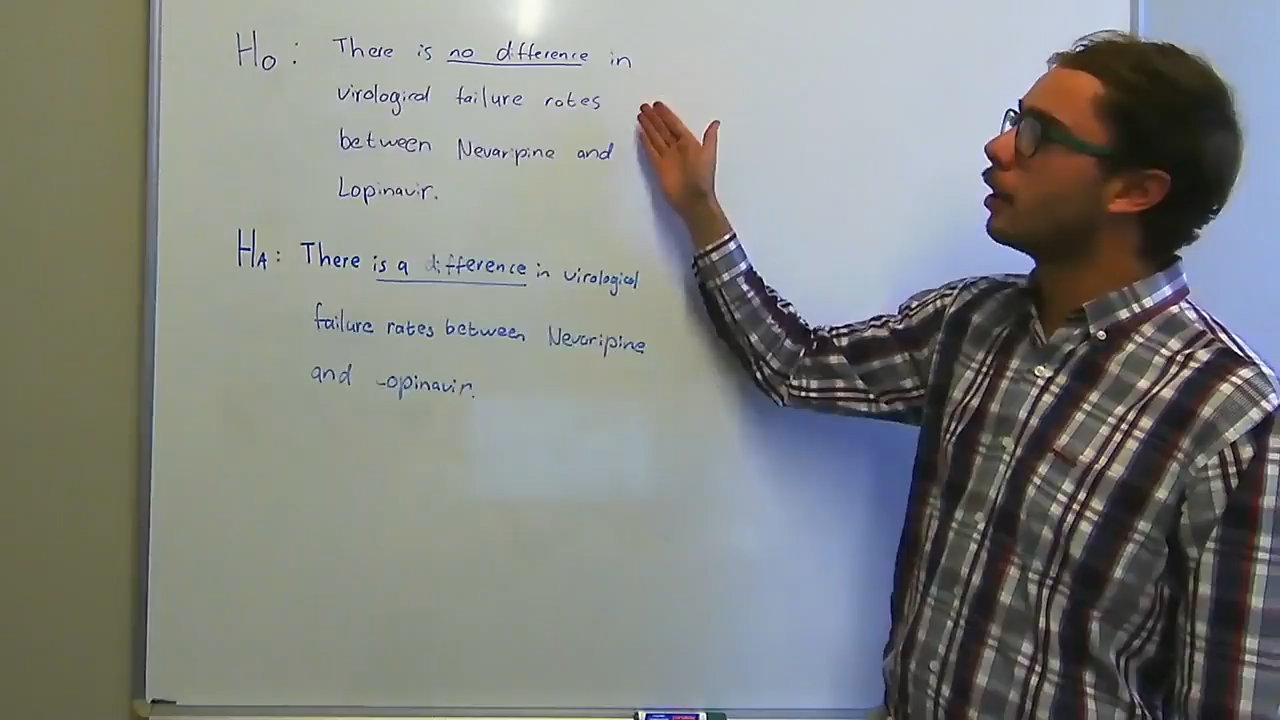 H0: There is no difference in
virological failure rates
between Nevaripine and
Lopinavir.
HA: There is a difference in virological
failure rates between Nevaripine
and Lopinavir.